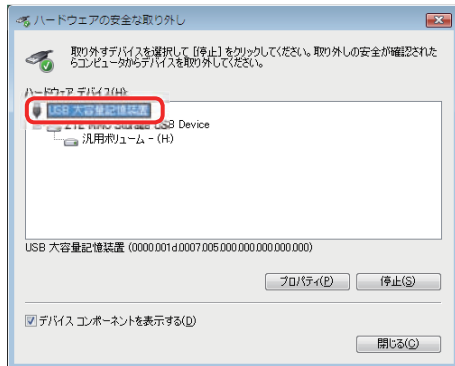 ハードウェアの安全な取り外し
取り外すデバイスを選択して [停止] をクリックしてください。取り外しの安全が確認された
らコンピュータからデバイスを取り外してください。
ハードウェア デバイス(H):
USB 大容量記憶装置
ZTE MMC Storage USB Device
汎用ボリューム - (H:)
USB 大容量記憶装置 (0000.001d.0007.005.000.000.000.000.000)
プロパティ(P)
停止(S)
デバイス コンポーネントを表示する(D)
閉じる(C)